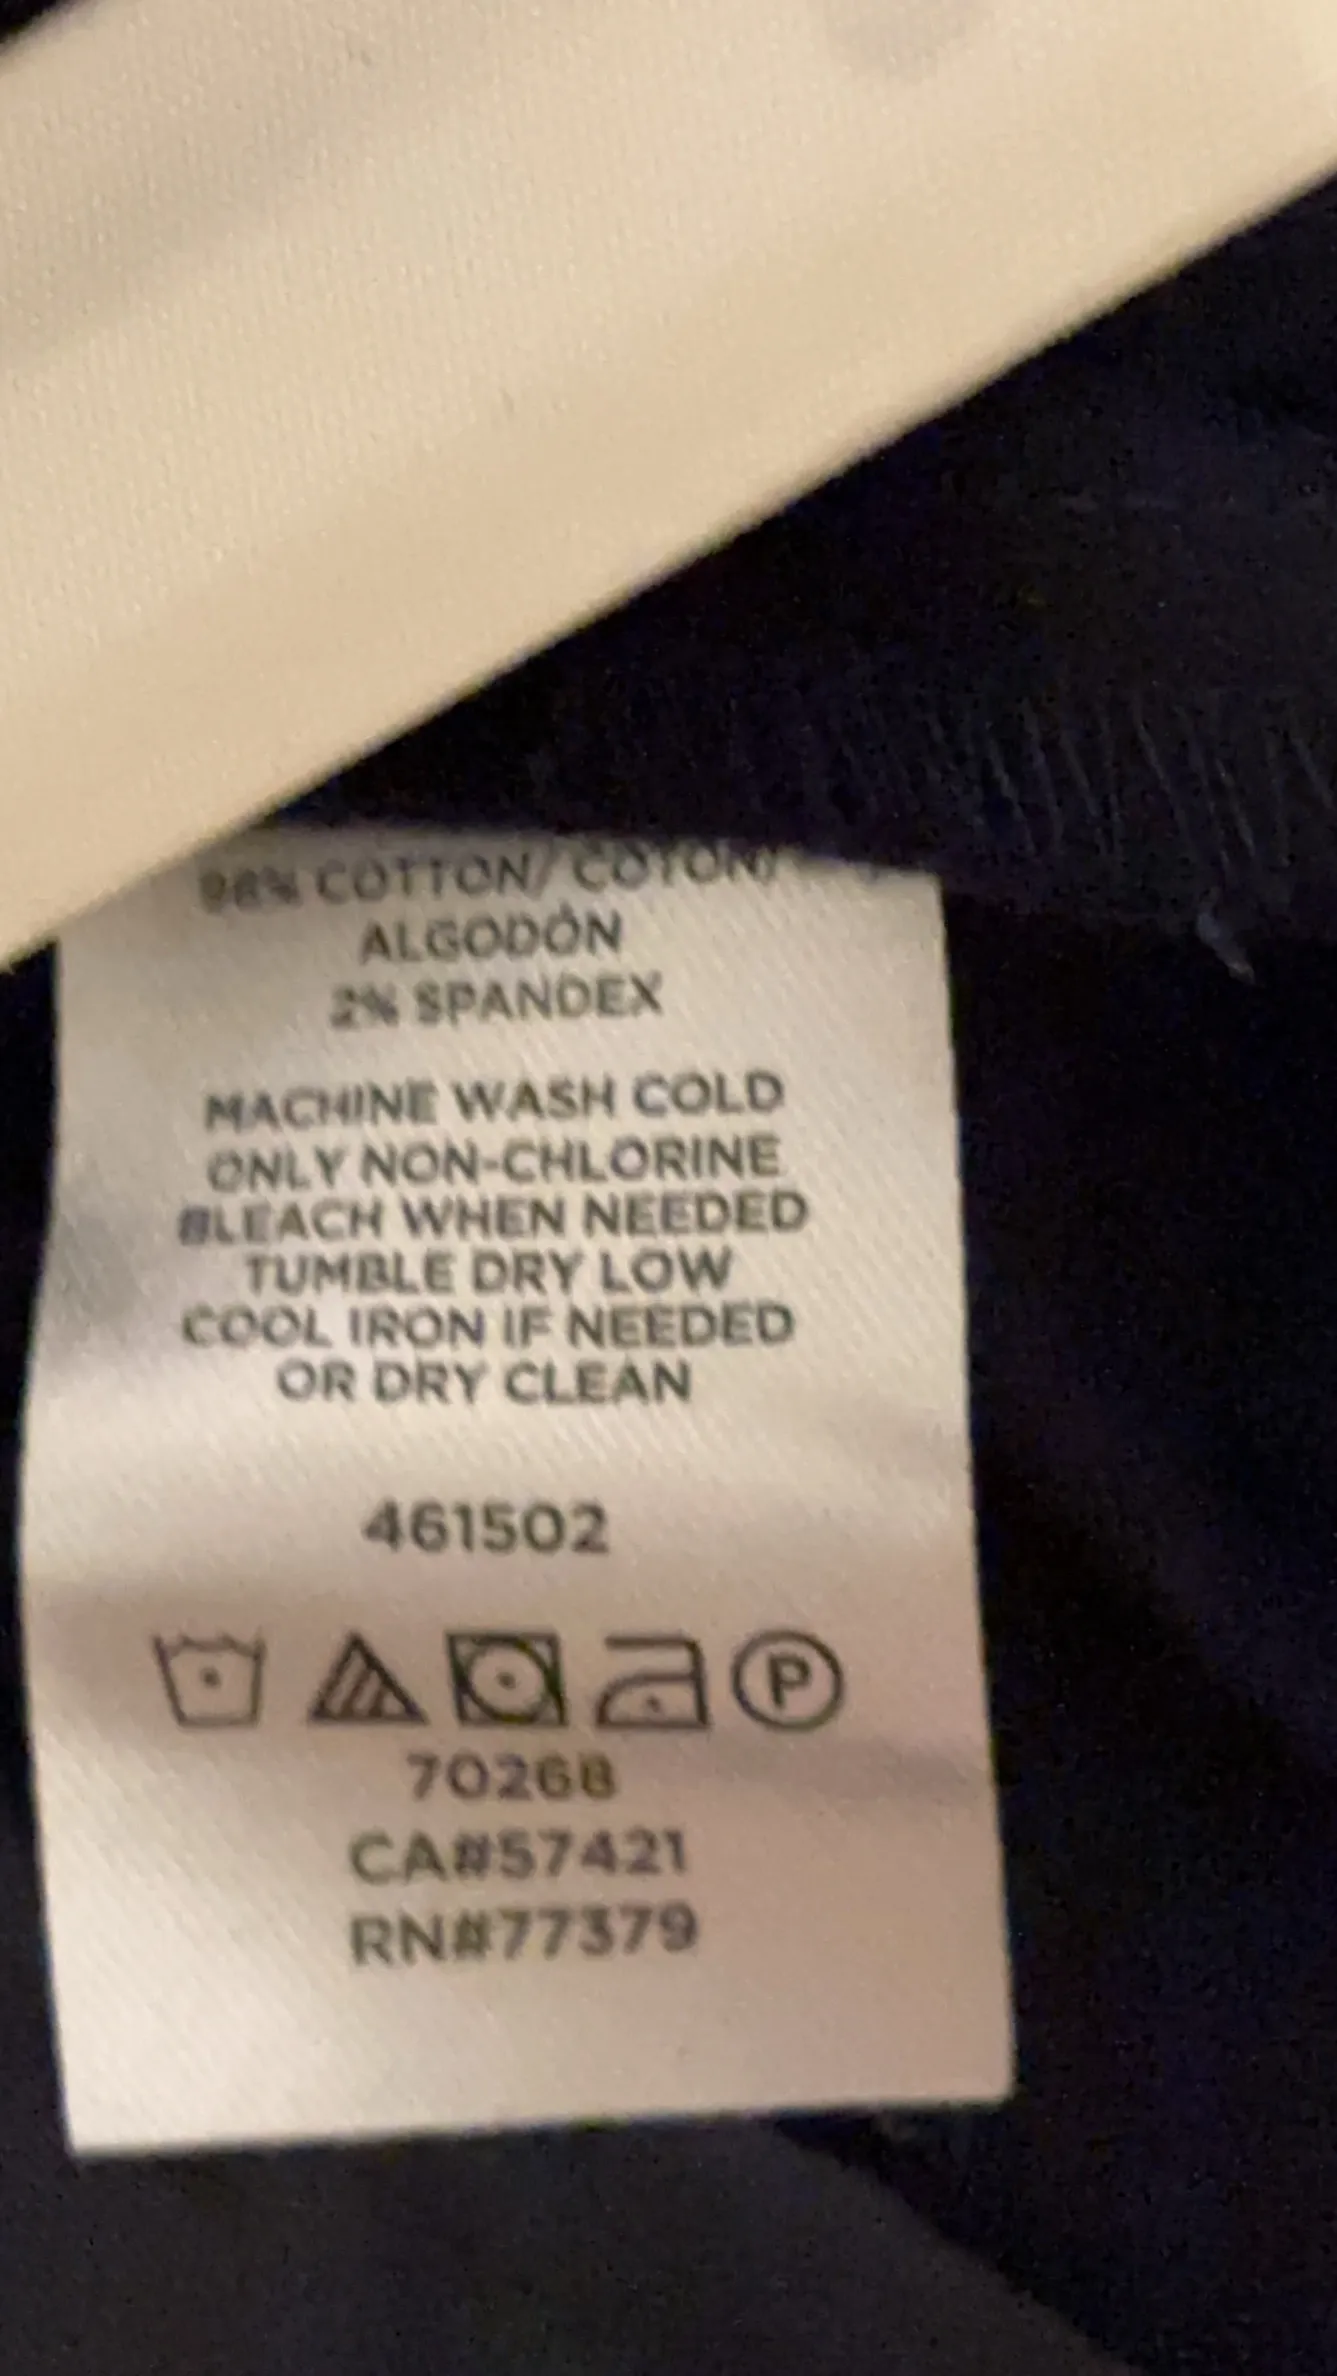 98% COTTON/ COTON/
ALGODÓN
2% SPANDEX
MACHINE WASH COLD
ONLY NON-CHLORINE
BLEACH WHEN NEEDED
TUMBLE DRY LOW
COOL IRON IF NEEDED
OR DRY CLEAN
461502
P
70268
CA#57421
RN#77379